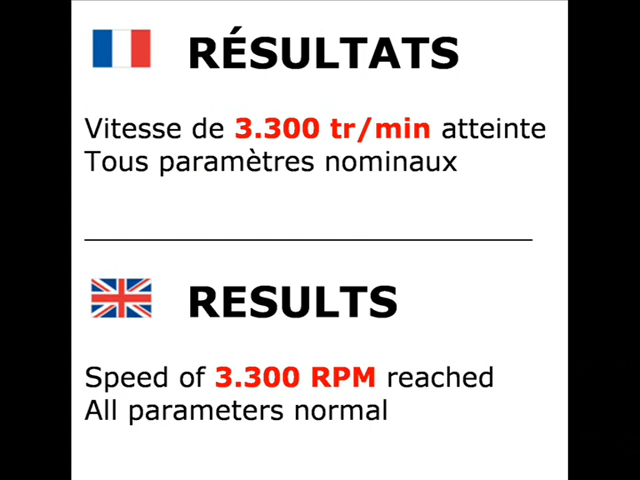 RÉSULTATS
Vitesse de 3.300 tr/min atteinte
Tous paramètres nominaux
RESULTS
Speed of 3.300 RPM reached
All parameters normal